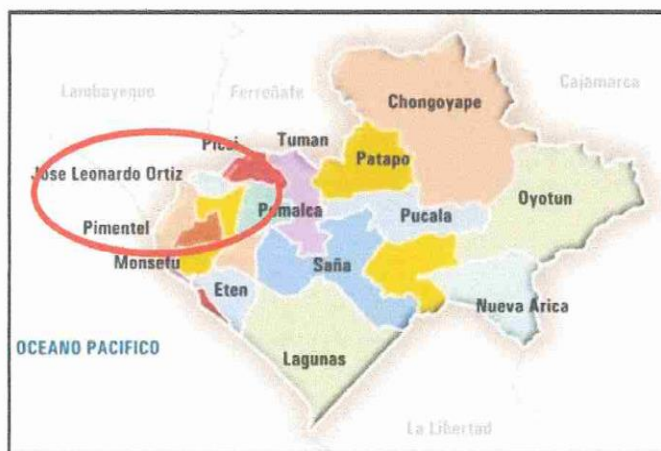 Lambayeque
Ferreñafe
Cajamarca
Chongoyape
Picsi
Tuman
Patapo
Jose Leonardo Ortiz
Oyotun
Pomalca
Pucala
Pimentel
Monsefu
Saña
Eten
Nueva Arica
OCEANO PACIFICO
Lagunas
La Libertad